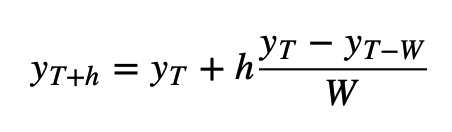 y_{T+h} = y_T + h \frac{y_T - y_{T-W}}{W}